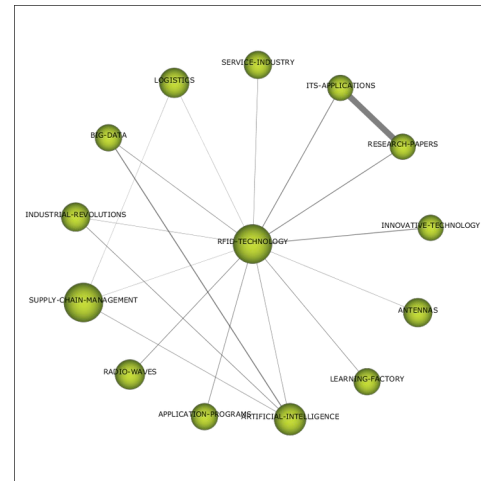 SERVICE-INDUSTRY
LOGISTICS
ITS-APPLICATIONS
BIG-DATA
RESEARCH-PAPERS
INDUSTRIAL-REVOLUTIONS
INNOVATIVE-TECHNOLOGY
RFID-TECHNOLOGY
SUPPLY-CHAIN-MANAGEMENT
ANTENNAS
RADIO-WAVES
LEARNING-FACTORY
APPLICATION-PROGRAMS
ARTIFICIAL-INTELLIGENCE